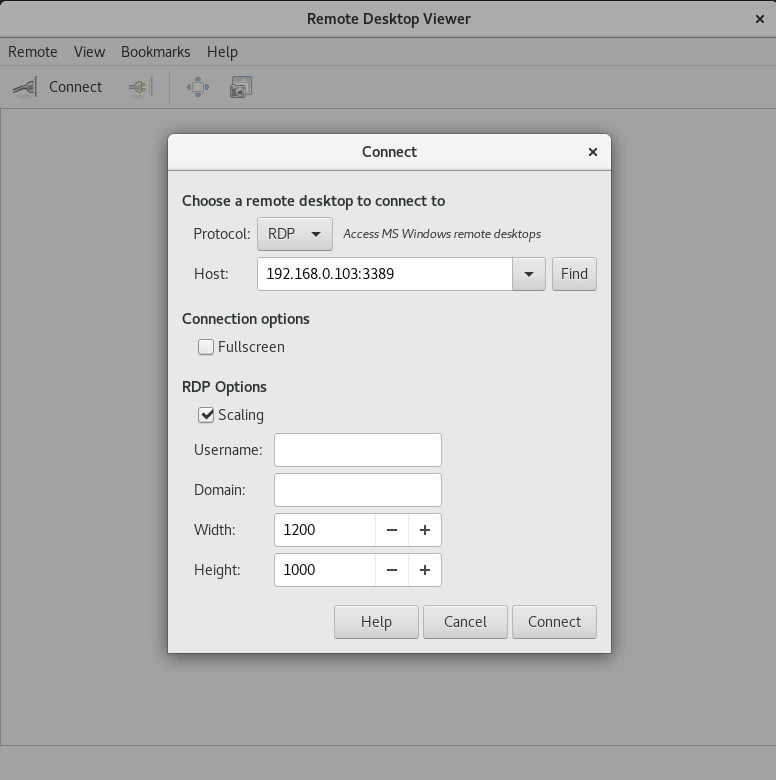 Remote Desktop Viewer
Remote View Bookmarks Help
Connect
Connect
Choose a remote desktop to connect to
Protocol: RDP Access MS Windows remote desktops
Host: 192.168.0.103:3389 Find
Connection options
Fullscreen
RDP Options
Scaling
Username:
Domain:
Width: 1200
Height: 1000
Help Cancel Connect